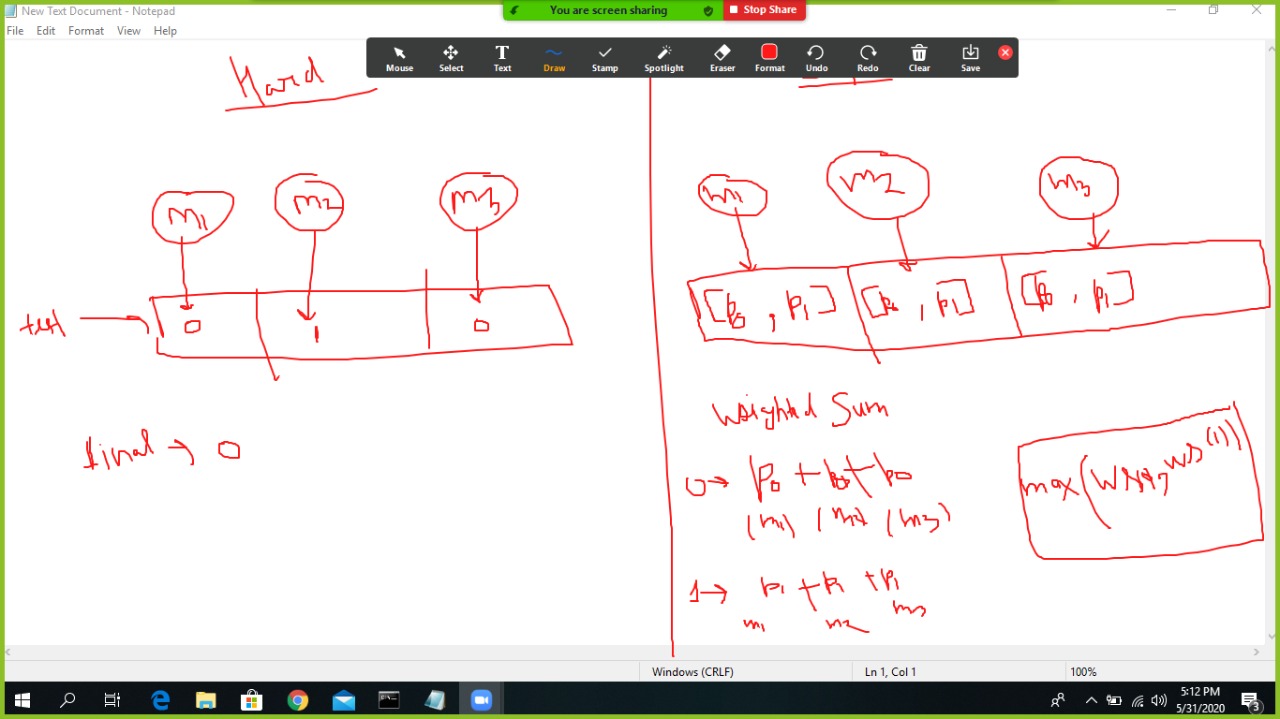 New Text Document - Notepad
You are screen sharing
Stop Share
File Edit Format View Help
Mouse Select Text Draw Stamp Spotlight Eraser Format Undo Redo Clear Save
Hard
m1 m2 m3
m1 m2 m3
test → 0 1 0
[p0 , p1] [p0 , p1] [p0 , p1]
final → 0
Weighted Sum
0 → p0 + p0 + p0
(m1) (m2) (m3)
max( WS(1))
1 → p1 + p1 + p1
m1 m2 m3
Windows (CRLF) Ln 1, Col 1 100%
5:12 PM
5/31/2020
3